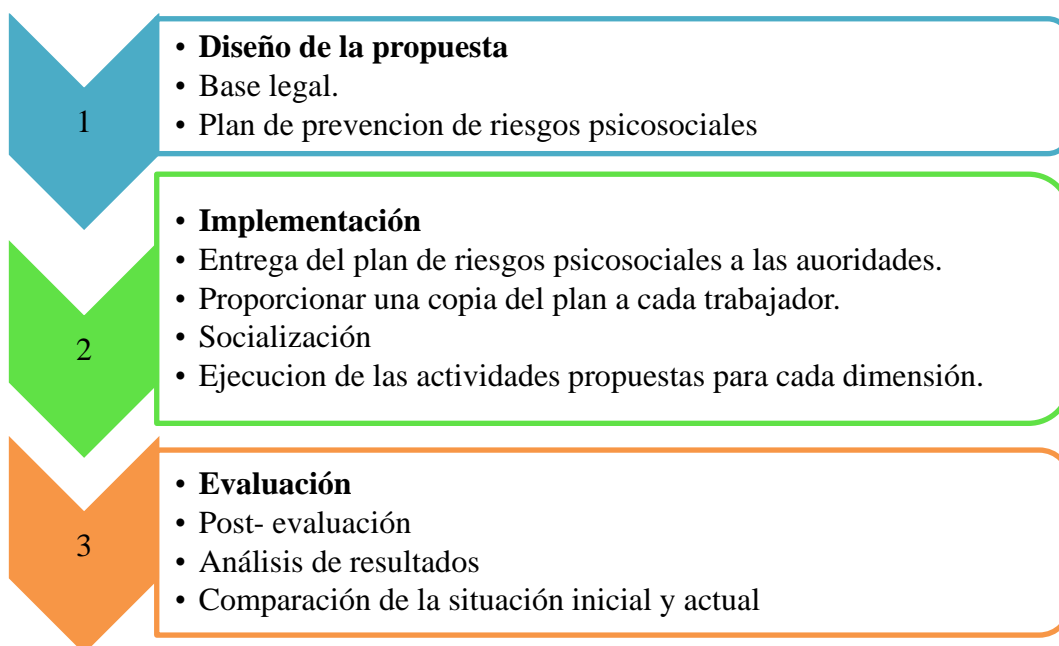 1
• Diseño de la propuesta
• Base legal.
• Plan de prevencion de riesgos psicosociales
2
• Implementación
• Entrega del plan de riesgos psicosociales a las auoridades.
• Proporcionar una copia del plan a cada trabajador.
• Socialización
• Ejecucion de las actividades propuestas para cada dimensión.
3
• Evaluación
• Post- evaluación
• Análisis de resultados
• Comparación de la situación inicial y actual